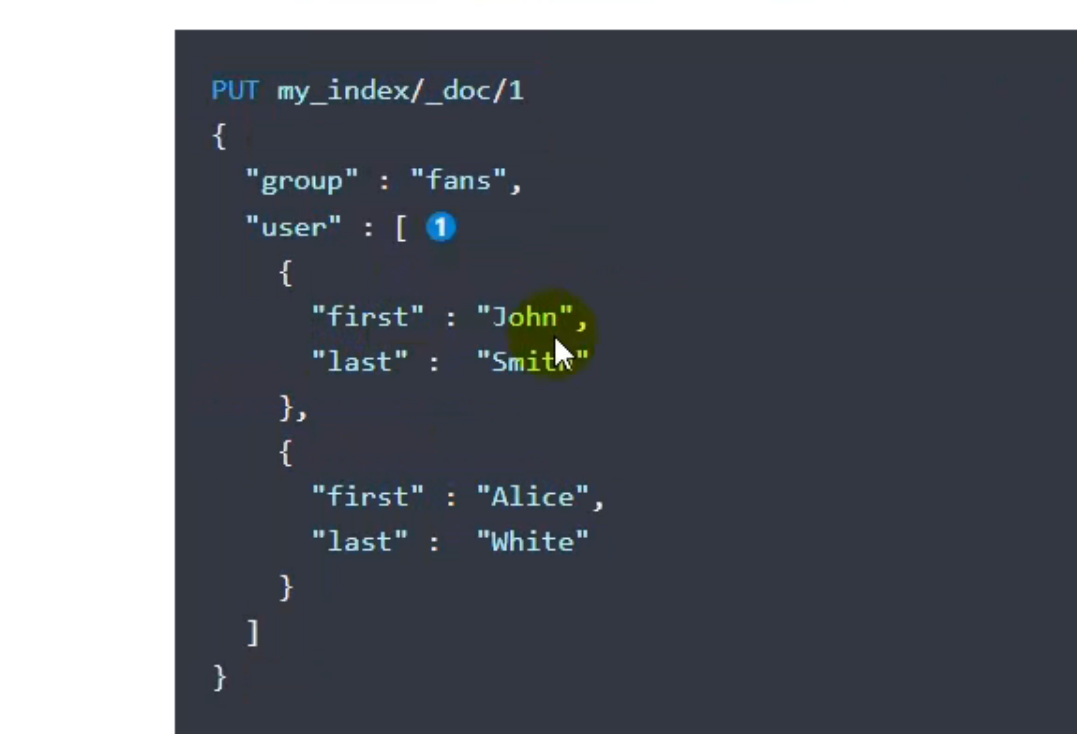 PUT my_index/_doc/1
{
  "group" : "fans",
  "user" : [ 1
    {
      "first" : "John",
      "last" :  "Smith"
    },
    {
      "first" : "Alice",
      "last" :  "White"
    }
  ]
}